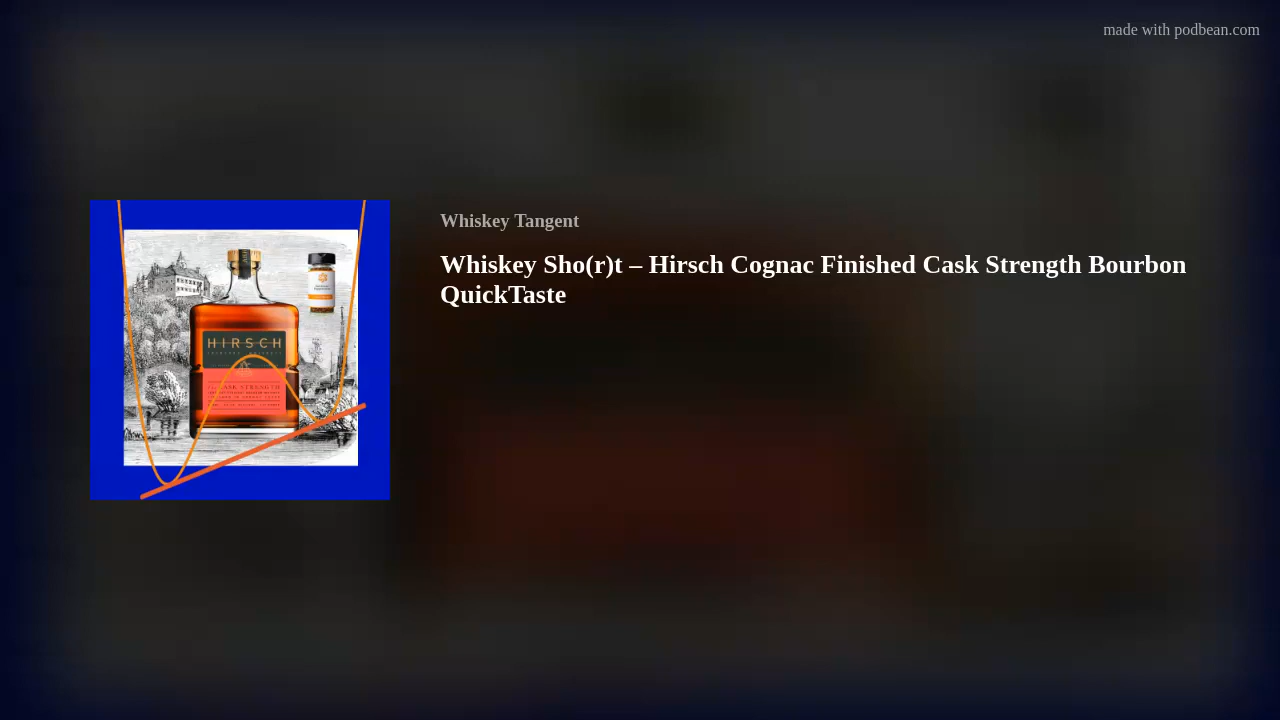 made with podbean.com
Whiskey Tangent
Whiskey Sho(r)t – Hirsch Cognac Finished Cask Strength Bourbon
QuickTaste
HIRSCH
CASK STRENGTH